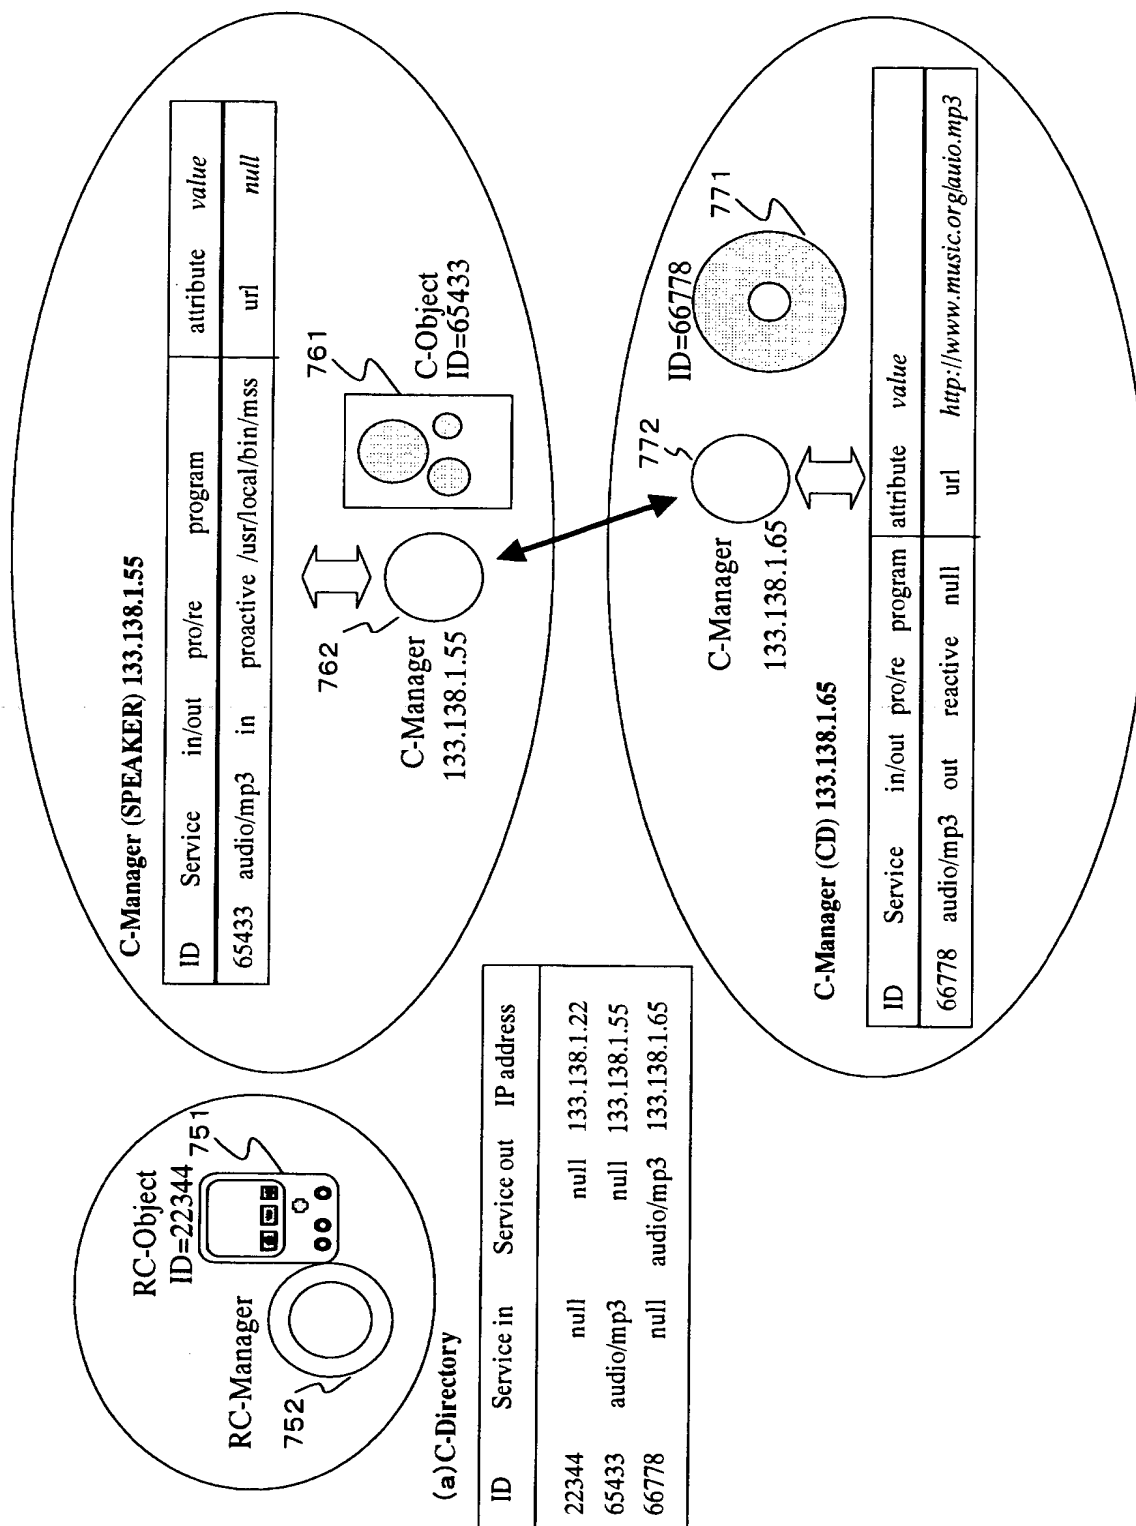 RC-Object
ID=22344
751
RC-Manager
752
(a)C-Directory
ID Service in Service out IP address
22344 null null 133.138.1.22
65433 audio/mp3 null 133.138.1.55
66778 null audio/mp3 133.138.1.65
C-Manager (SPEAKER) 133.138.1.55
ID Service in/out pro/re program attribute value
65433 audio/mp3 in proactive /usr/local/bin/mss url null
762
C-Manager
133.138.1.55
761
C-Object
ID=65433
ID=66778
771
772
C-Manager
133.138.1.65
C-Manager (CD) 133.138.1.65
ID Service in/out pro/re program attribute value
66778 audio/mp3 out reactive null url http://www.music.org/auio.mp3